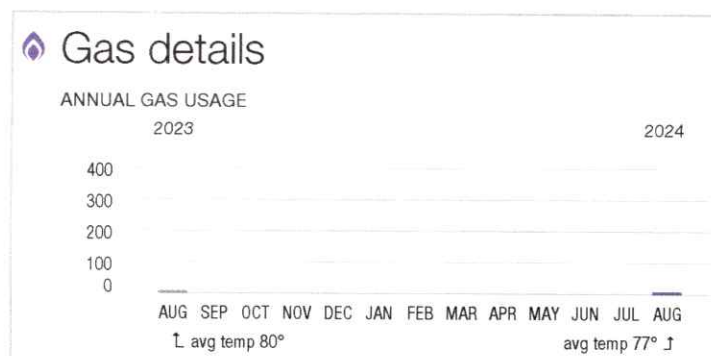 Gas details
ANNUAL GAS USAGE
2023 2024
400
300
200
100
0
AUG SEP OCT NOV DEC JAN FEB MAR APR MAY JUN JUL AUG
avg temp 80° avg temp 77°